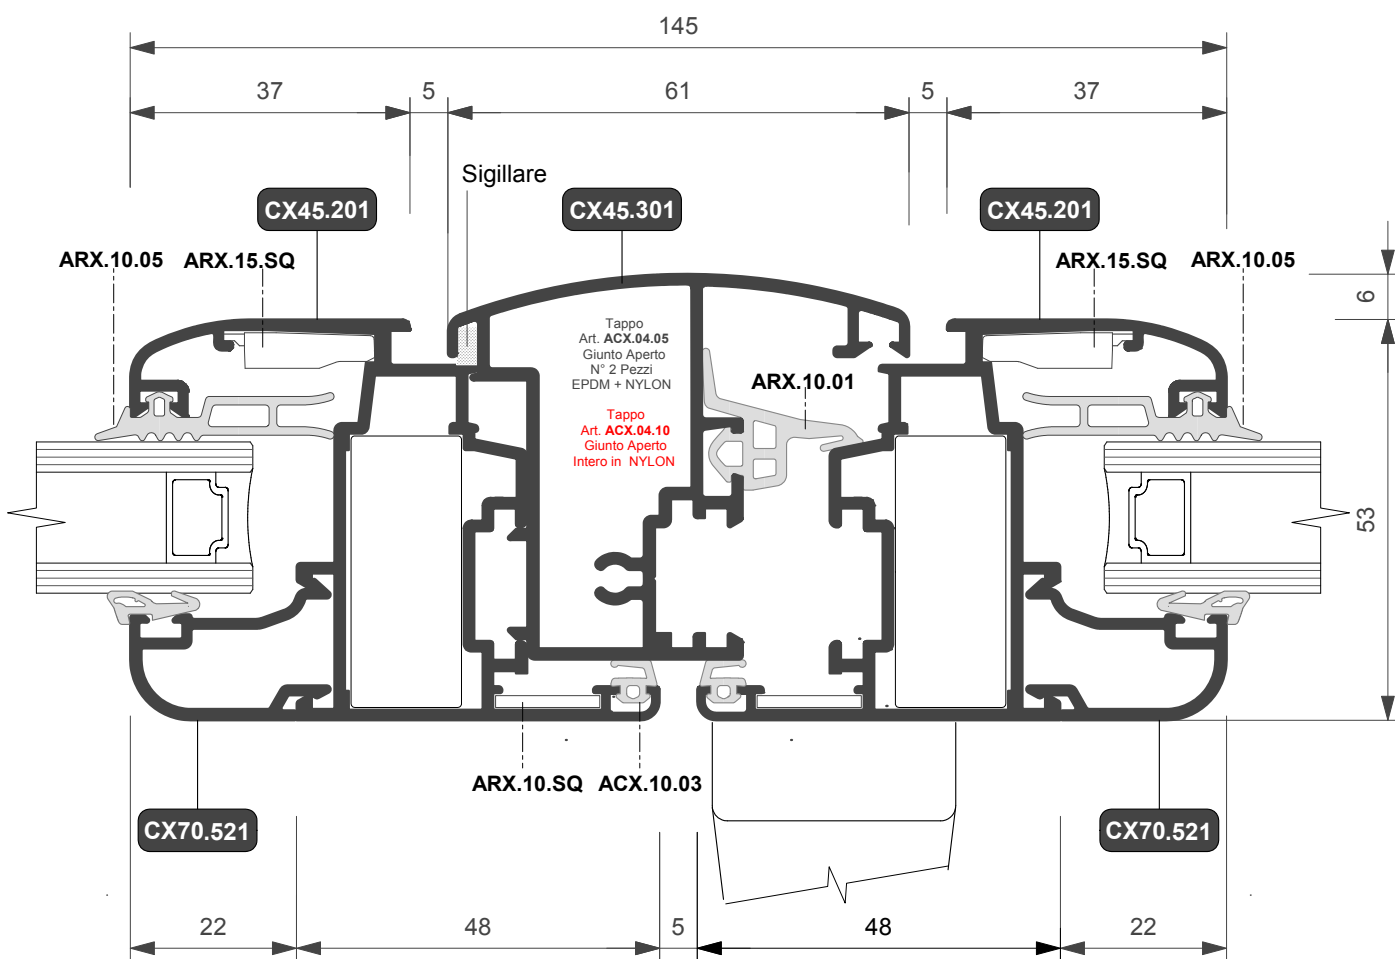 145
37 5 61 5 37
Sigillare
CX45.201 CX45.301 CX45.201
ARX.10.05 ARX.15.SQ ARX.15.SQ ARX.10.05
6
Tappo
Art. ACX.04.05
Giunto Aperto
N° 2 Pezzi
EPDM + NYLON
ARX.10.01
Tappo
Art. ACX.04.10
Giunto Aperto
Intero in NYLON
53
ARX.10.SQ ACX.10.03
CX70.521 CX70.521
22 48 5 48 22